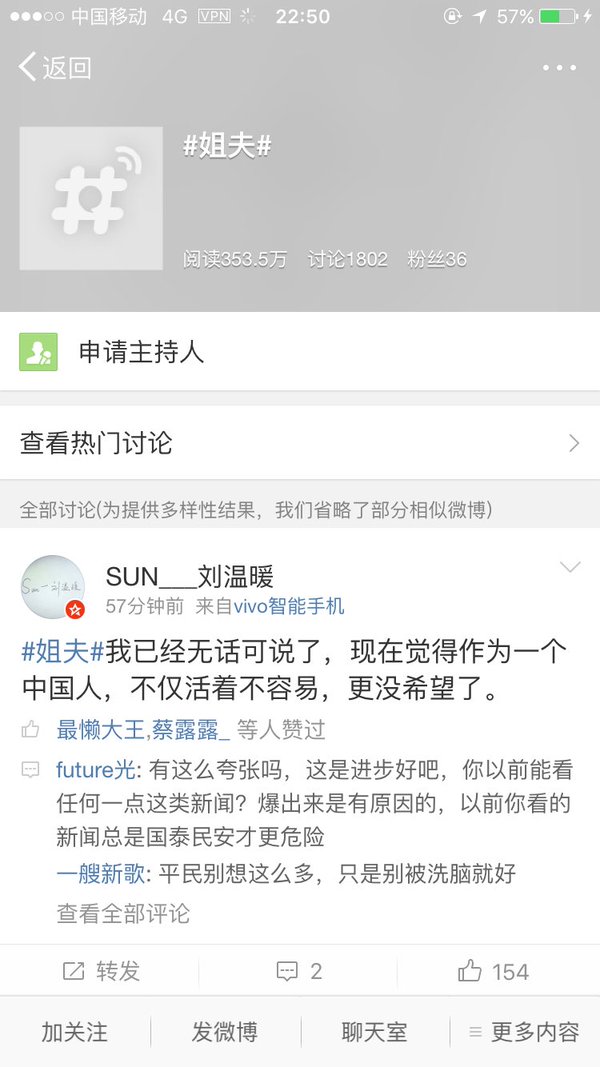 中国移动 4G VPN 22:50 57%
返回
#姐夫#
阅读353.5万 讨论1802 粉丝36
申请主持人
查看热门讨论
全部讨论(为提供多样性结果，我们省略了部分相似微博)
SUN___刘温暖
57分钟前 来自vivo智能手机
#姐夫#我已经无话可说了，现在觉得作为一个
中国人，不仅活着不容易，更没希望了。
最懒大王,蔡露露_ 等人赞过
future光: 有这么夸张吗，这是进步好吧，你以前能看
任何一点这类新闻？爆出来是有原因的，以前你看的
新闻总是国泰民安才更危险
一艘新歌: 平民别想这么多，只是别被洗脑就好
查看全部评论
转发 2 154
加关注 发微博 聊天室 更多内容